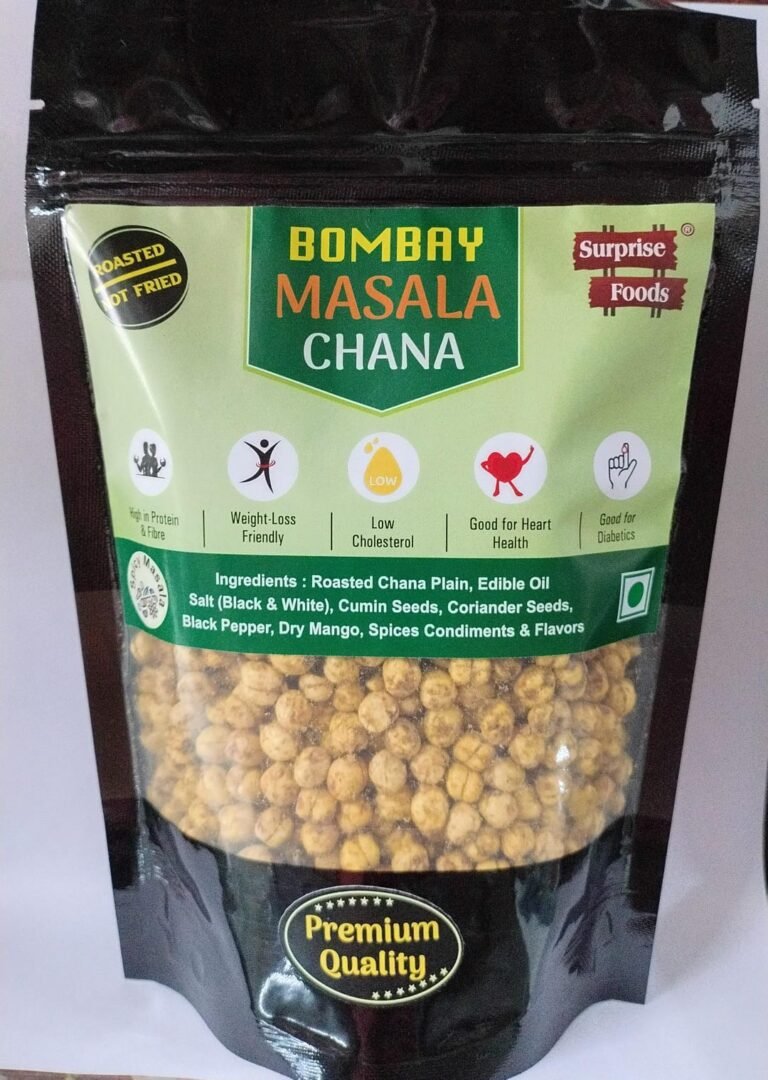 ROASTED
NOT FRIED
BOMBAY
MASALA
CHANA
Surprise ®
Foods
High in Protein
& Fibre
Weight-Loss
Friendly
LOW
Low
Cholesterol
Good for Heart
Health
Good for
Diabetics
Spicy Masala
Ingredients : Roasted Chana Plain, Edible Oil
Salt (Black & White), Cumin Seeds, Coriander Seeds,
Black Pepper, Dry Mango, Spices Condiments & Flavors
Premium
Quality